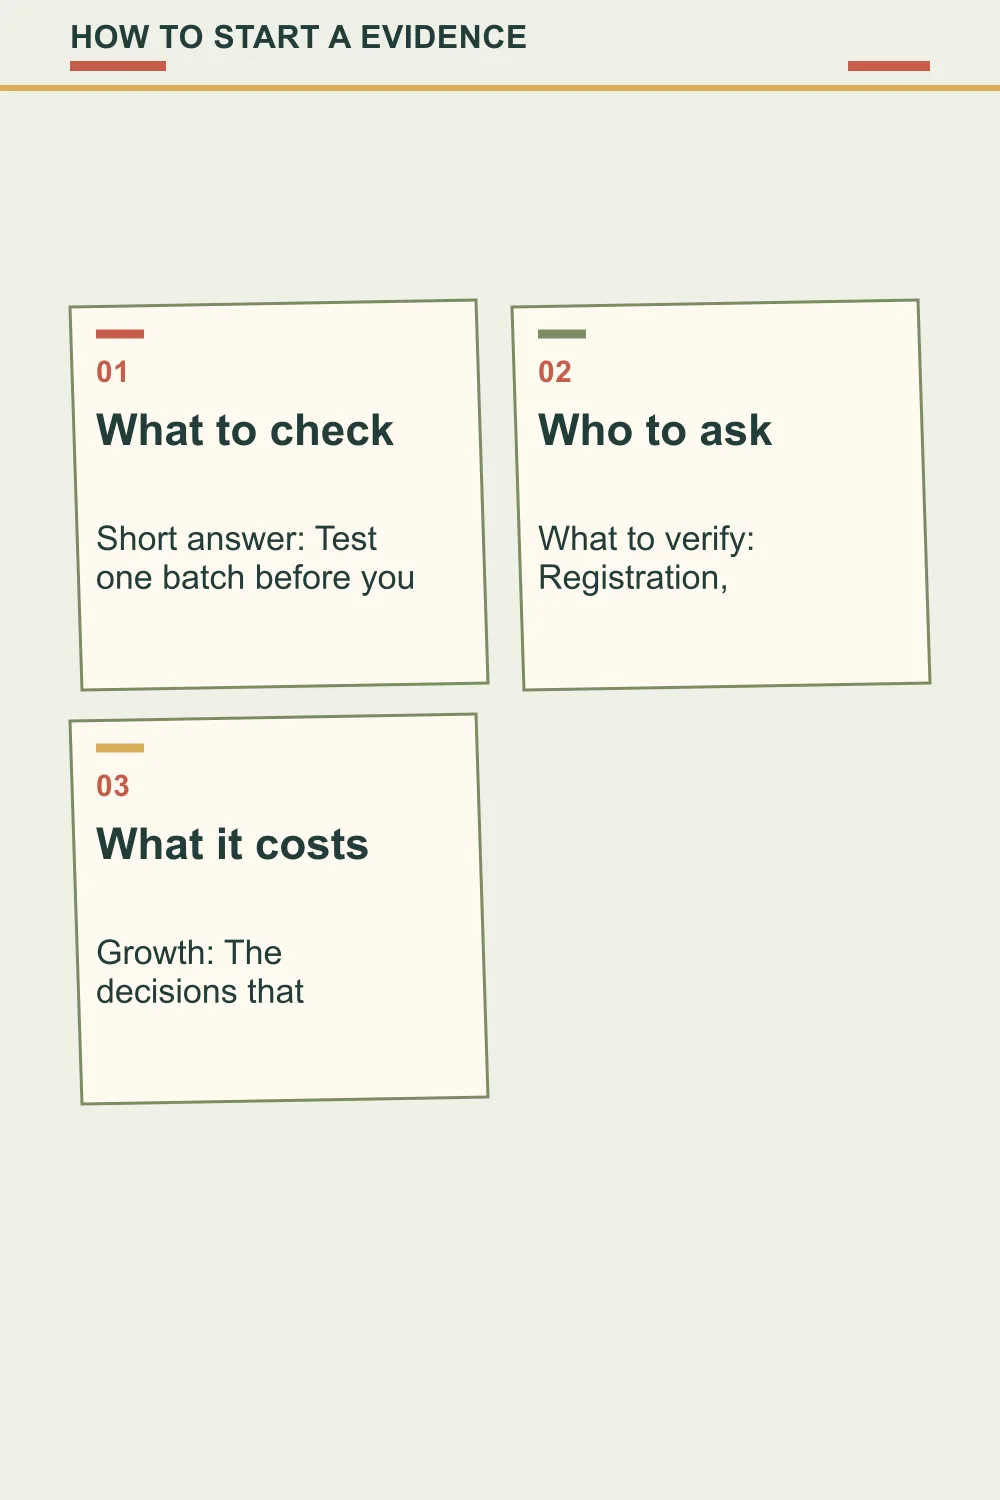 HOW TO START A EVIDENCE
01
What to check
Short answer: Test
one batch before you
02
Who to ask
What to verify:
Registration,
03
What it costs
Growth: The
decisions that